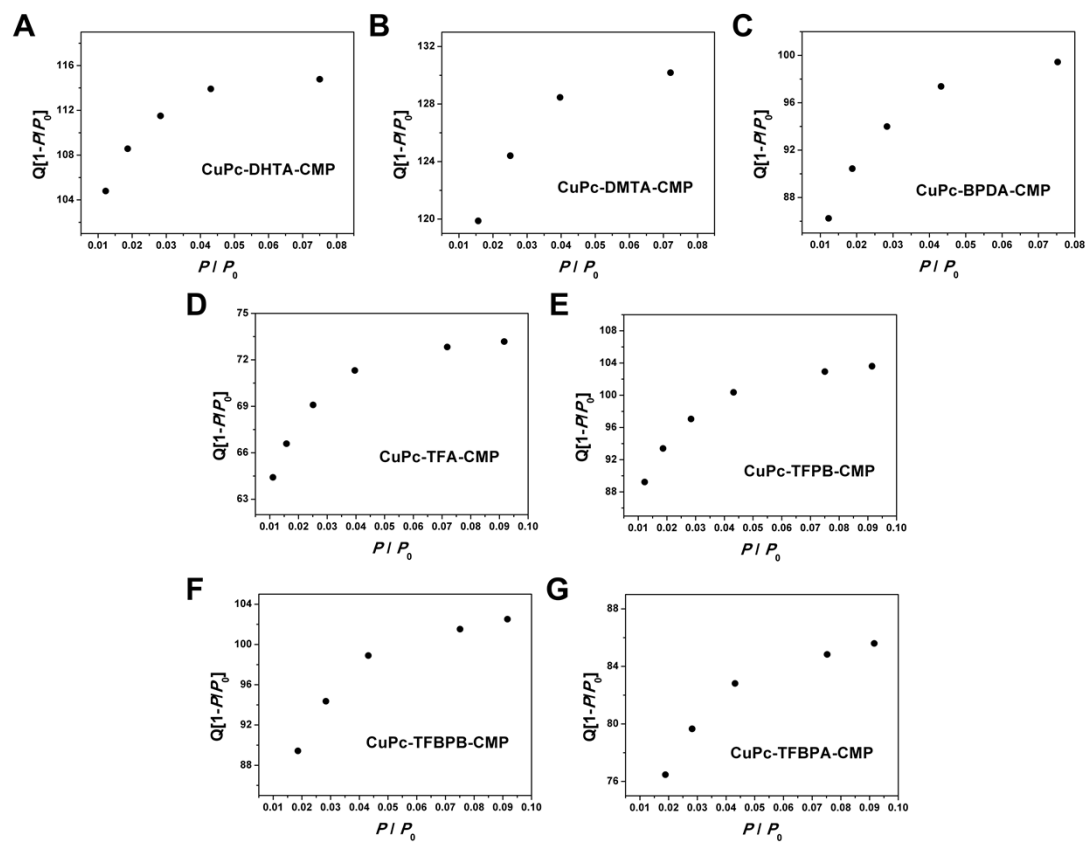 A
Q[1-P/P0]
116
112
108
104
CuPc-DHTA-CMP
0.01 0.02 0.03 0.04 0.05 0.06 0.07 0.08
P / P0
B
Q[1-P/P0]
132
128
124
120
CuPc-DMTA-CMP
0.01 0.02 0.03 0.04 0.05 0.06 0.07 0.08
P / P0
C
Q[1-P/P0]
100
96
92
88
CuPc-BPDA-CMP
0.01 0.02 0.03 0.04 0.05 0.06 0.07 0.08
P / P0
D
Q[1-P/P0]
75
72
69
66
63
CuPc-TFA-CMP
0.01 0.02 0.03 0.04 0.05 0.06 0.07 0.08 0.09 0.10
P / P0
E
Q[1-P/P0]
108
104
100
96
92
88
CuPc-TFPB-CMP
0.01 0.02 0.03 0.04 0.05 0.06 0.07 0.08 0.09 0.10
P / P0
F
Q[1-P/P0]
104
100
96
92
88
CuPc-TFBPB-CMP
0.01 0.02 0.03 0.04 0.05 0.06 0.07 0.08 0.09 0.10
P / P0
G
Q[1-P/P0]
88
84
80
76
CuPc-TFBPA-CMP
0.01 0.02 0.03 0.04 0.05 0.06 0.07 0.08 0.09 0.10
P / P0